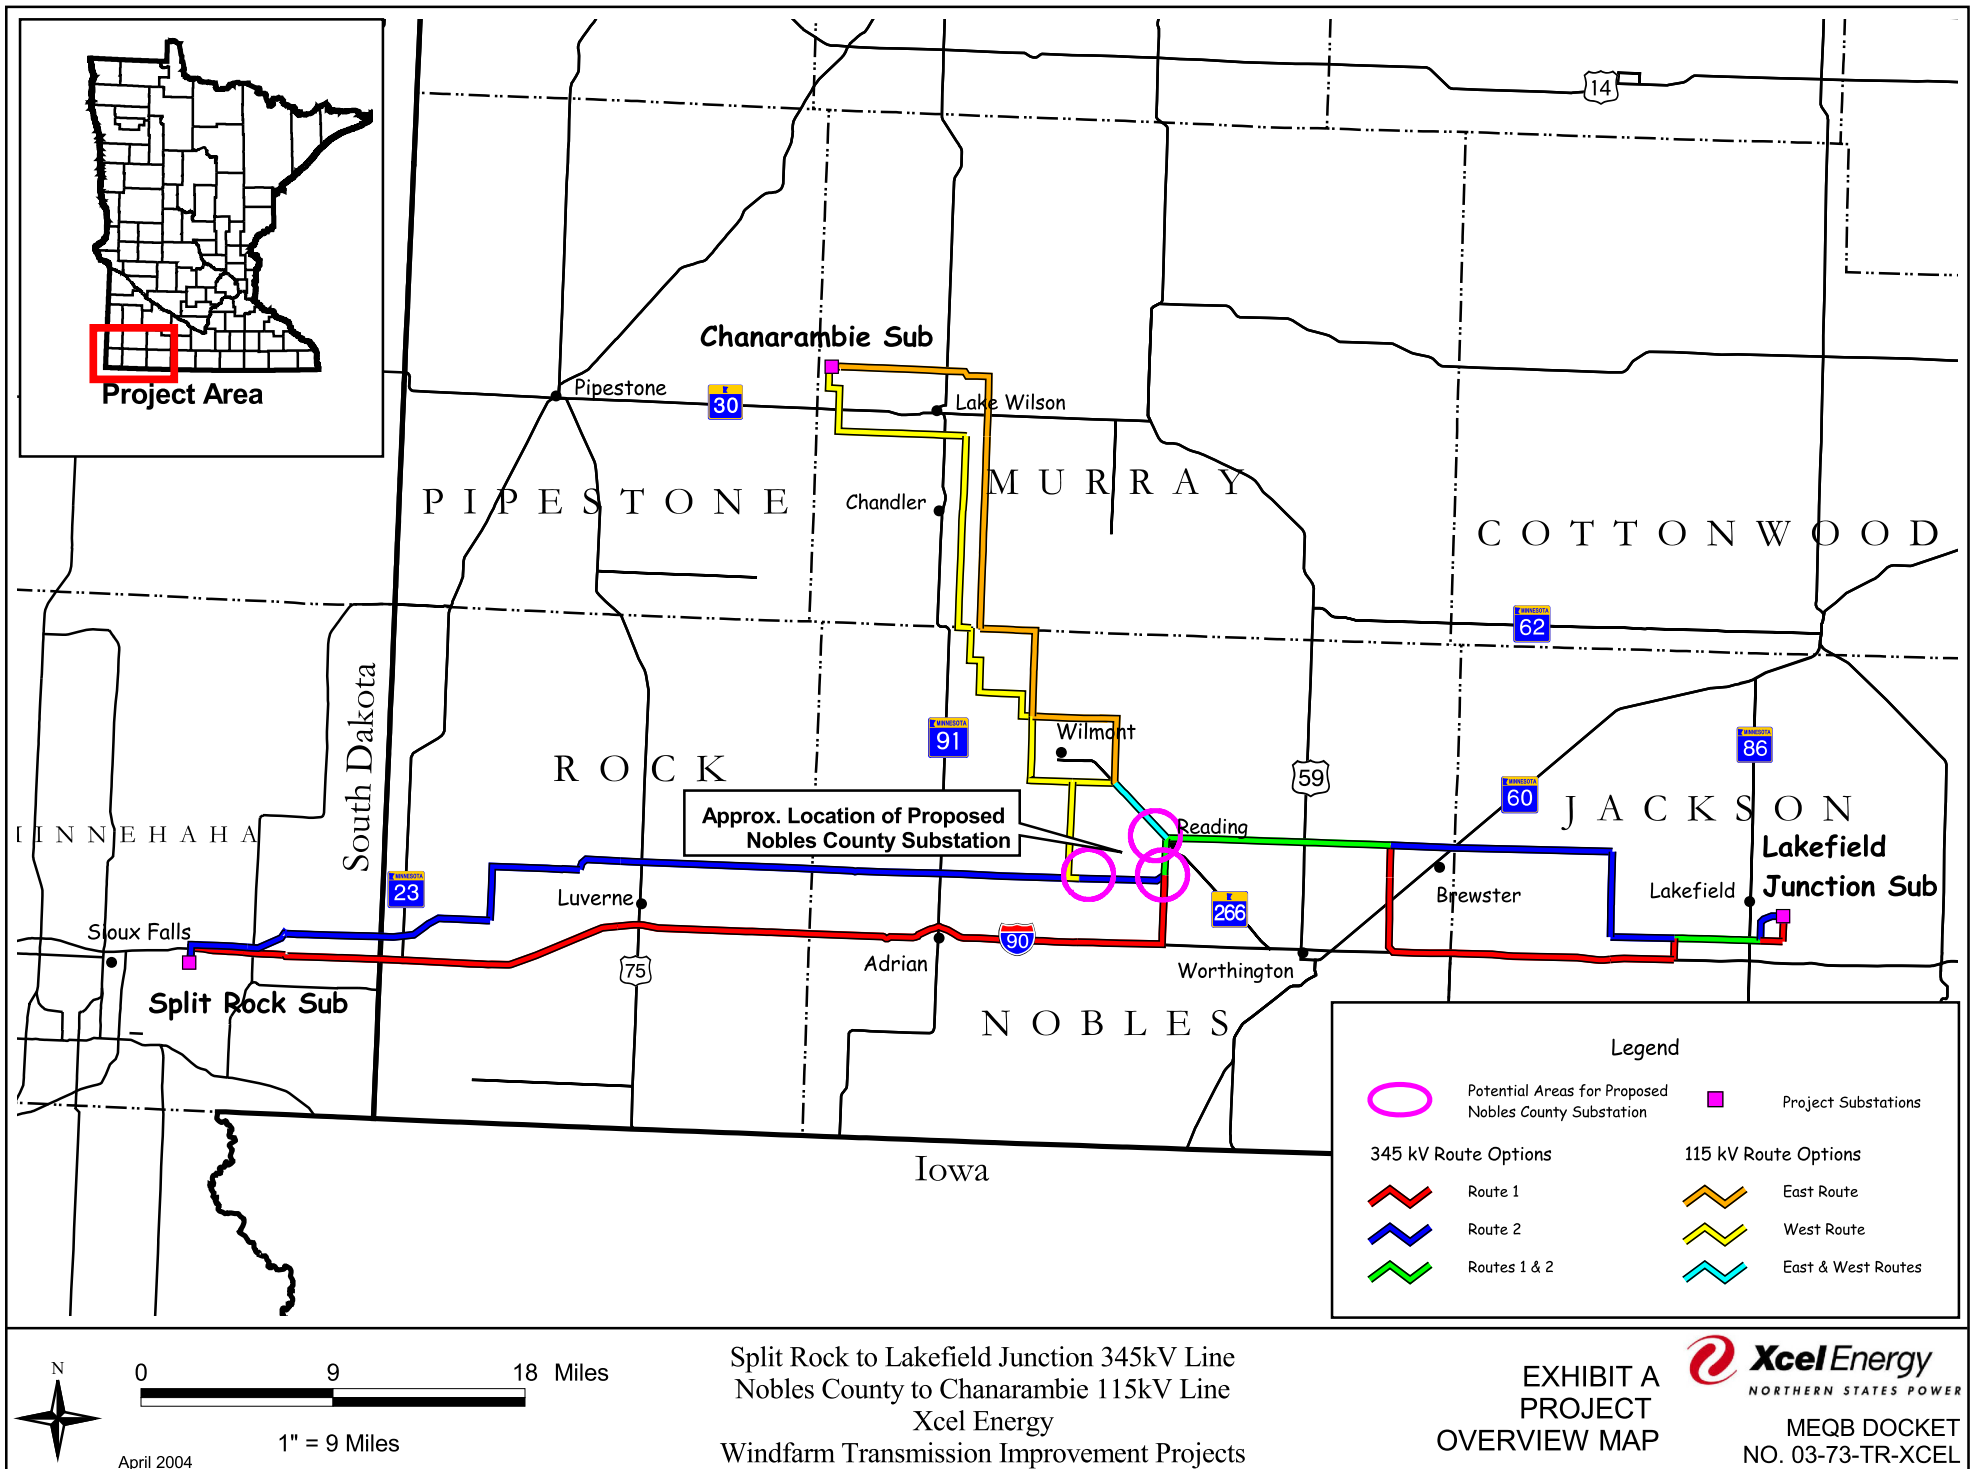 Project Area
14
Chanarambie Sub
Pipestone
30
Lake Wilson
PIPESTONE
MURRAY
Chandler
COTTONWOOD
MINNESOTA
62
South Dakota
MINNESOTA
91
Wilmont
MINNESOTA
86
59
MINNESOTA
60
ROCK
JACKSON
Approx. Location of Proposed
Nobles County Substation
Reading
INNEHAHA
Lakefield
Junction Sub
MINNESOTA
23
Luverne
Brewster
Lakefield
266
Sioux Falls
90
Adrian
Worthington
75
Split Rock Sub
NOBLES
Iowa
Legend
Potential Areas for Proposed
Nobles County Substation
Project Substations
345 kV Route Options
115 kV Route Options
Route 1
East Route
Route 2
West Route
Routes 1 & 2
East & West Routes
N
0 9 18 Miles
1" = 9 Miles
April 2004
Split Rock to Lakefield Junction 345kV Line
Nobles County to Chanarambie 115kV Line
Xcel Energy
Windfarm Transmission Improvement Projects
EXHIBIT A
PROJECT
OVERVIEW MAP
Xcel Energy
NORTHERN STATES POWER
MEQB DOCKET
NO. 03-73-TR-XCEL